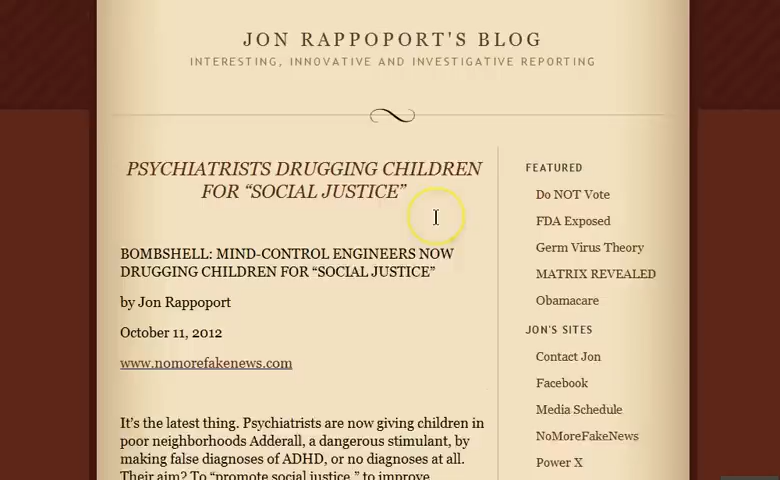 JON RAPPOPORT'S BLOG
INTERESTING, INNOVATIVE AND INVESTIGATIVE REPORTING
PSYCHIATRISTS DRUGGING CHILDREN
FOR “SOCIAL JUSTICE”
BOMBSHELL: MIND-CONTROL ENGINEERS NOW
DRUGGING CHILDREN FOR “SOCIAL JUSTICE”
by Jon Rappoport
October 11, 2012
www.nomorefakenews.com
It’s the latest thing. Psychiatrists are now giving children in
poor neighborhoods Adderall, a dangerous stimulant, by
making false diagnoses of ADHD, or no diagnoses at all.
Their aim? To “promote social justice,” to improve
FEATURED
Do NOT Vote
FDA Exposed
Germ Virus Theory
MATRIX REVEALED
Obamacare
JON'S SITES
Contact Jon
Facebook
Media Schedule
NoMoreFakeNews
Power X